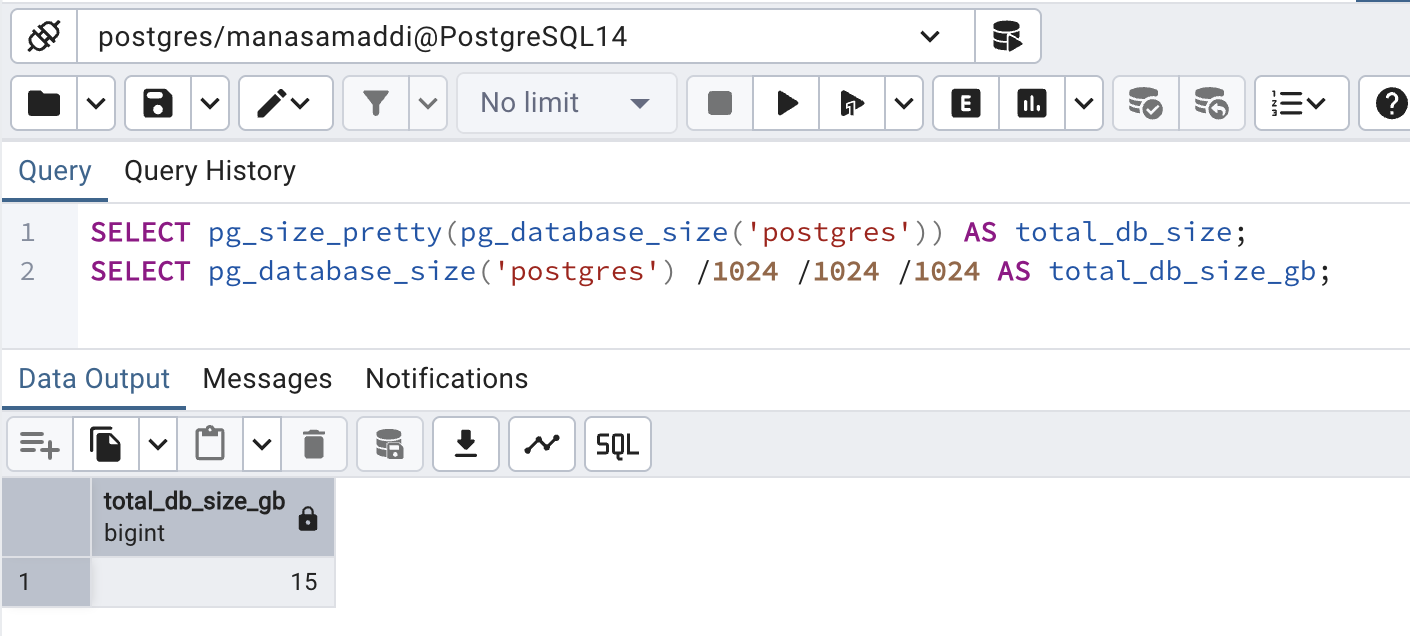 postgres/manasamaddi@PostgreSQL14
No limit
E
Query Query History
1 SELECT pg_size_pretty(pg_database_size('postgres')) AS total_db_size;
2 SELECT pg_database_size('postgres') /1024 /1024 /1024 AS total_db_size_gb;
Data Output Messages Notifications
SQL
total_db_size_gb
bigint
1 15